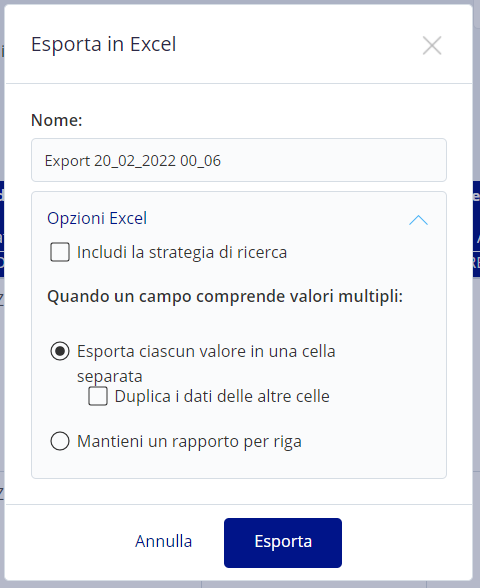 Esporta in Excel
Nome:
Export 20_02_2022 00_06
Opzioni Excel
Includi la strategia di ricerca
Quando un campo comprende valori multipli:
Esporta ciascun valore in una cella
separata
Duplica i dati delle altre celle
Mantieni un rapporto per riga
Annulla
Esporta